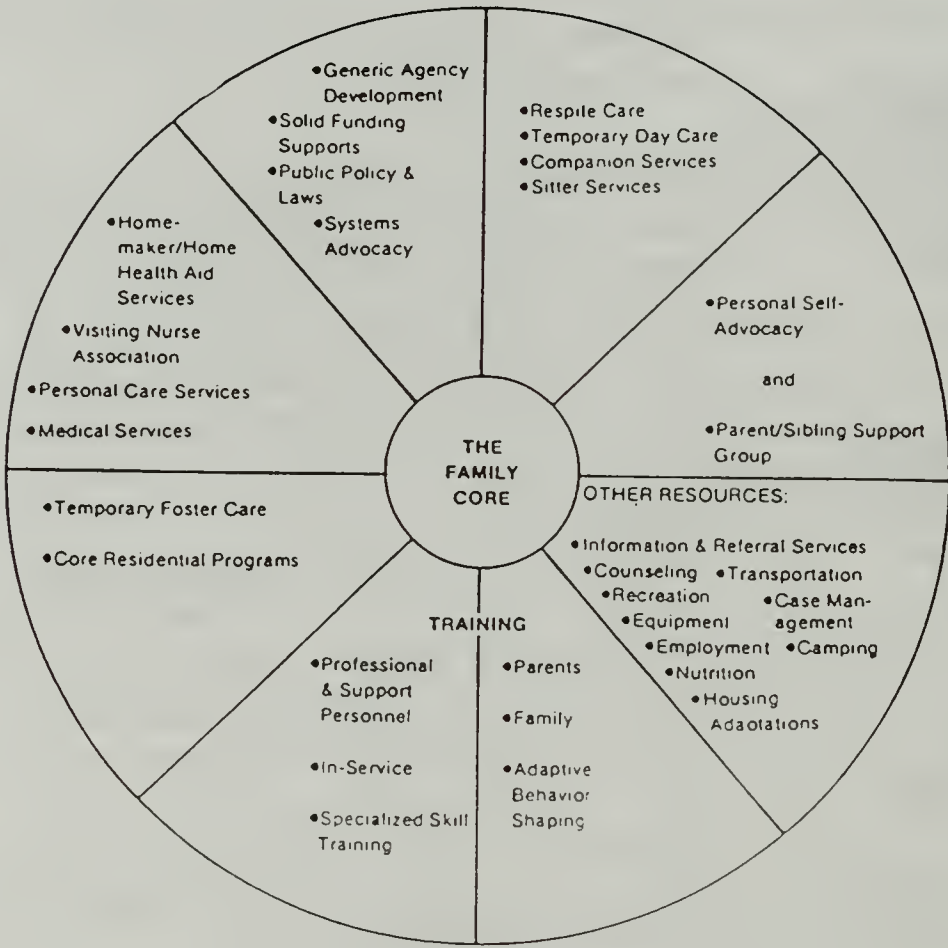 •Generic Agency
Development
•Solid Funding
Supports
•Public Policy &
Laws
•Systems
Advocacy
•Respile Care
•Temporary Day Care
•Companion Services
•Sitter Services
•Home-
maker/Home
Health Aid
Services
•Visiting Nurse
Association
•Personal Care Services
•Medical Services
•Personal Self-
Advocacy
and
•Parent/Sibling Support
Group
THE
FAMILY
CORE
•Temporary Foster Care
•Core Residential Programs
OTHER RESOURCES:
•Information & Referral Services
•Counseling •Transportation
•Recreation •Case Man-
agement
•Equipment
•Employment •Camping
•Nutrition
•Housing
Adaotations
TRAINING
•Professional
& Support
Personnel
•In-Service
•Specialized Skill
Training
•Parents
•Family
•Adaptive
Behavior
Shaping